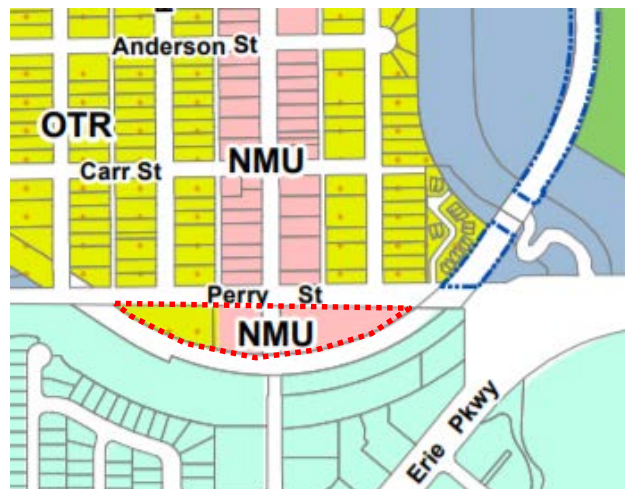 Anderson St
OTR
NMU
Carr St
Perry St
NMU
Erie Pkwy